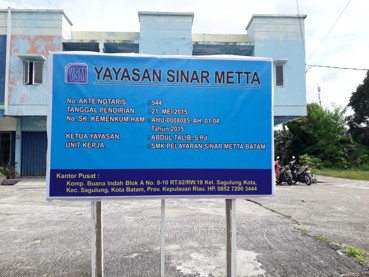 YSM YAYASAN SINAR METTA
No. AKTE NOTARIS : 944
TANGGAL PENDIRIAN : 21 MEI 2015
No. SK. KEMENKUM HAM. : AHU-0008085. AH. 01.04
Tahun 2015
KETUA YAYASAN : ABDUL TALIB. S.Pd
UNIT KERJA : SMK PELAYARAN SINAR METTA BATAM
Kantor Pusat :
Komp. Buana Indah Blok A No. 8-10 RT.02/RW.19 Kel. Sagulung Kota,
Kec. Sagulung, Kota Batam, Prov. Kepulauan Riau. HP. 0852 7200 3444